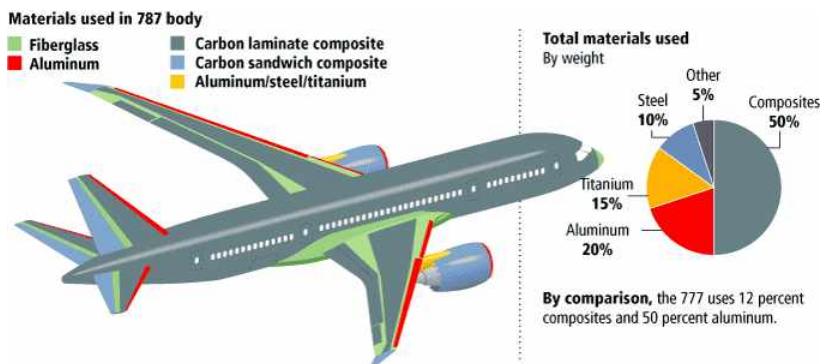 Materials used in 787 body
Fiberglass
Aluminum
Carbon laminate composite
Carbon sandwich composite
Aluminum/steel/titanium
Total materials used
By weight
Other
5%
Steel
10%
Composites
50%
Titanium
15%
Aluminum
20%
By comparison, the 777 uses 12 percent
composites and 50 percent aluminum.